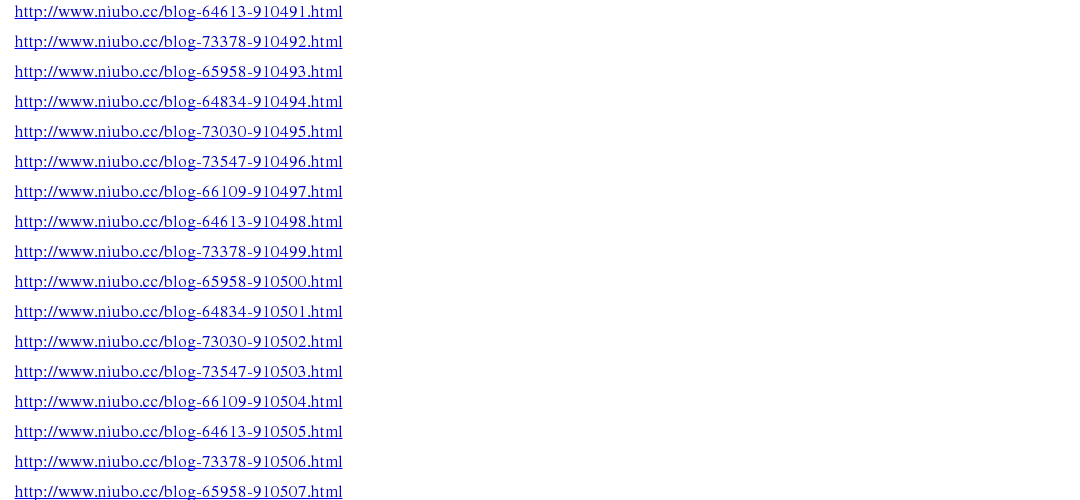 http://www.niubo.cc/blog-64613-910491.html
http://www.niubo.cc/blog-73378-910492.html
http://www.niubo.cc/blog-65958-910493.html
http://www.niubo.cc/blog-64834-910494.html
http://www.niubo.cc/blog-73030-910495.html
http://www.niubo.cc/blog-73547-910496.html
http://www.niubo.cc/blog-66109-910497.html
http://www.niubo.cc/blog-64613-910498.html
http://www.niubo.cc/blog-73378-910499.html
http://www.niubo.cc/blog-65958-910500.html
http://www.niubo.cc/blog-64834-910501.html
http://www.niubo.cc/blog-73030-910502.html
http://www.niubo.cc/blog-73547-910503.html
http://www.niubo.cc/blog-66109-910504.html
http://www.niubo.cc/blog-64613-910505.html
http://www.niubo.cc/blog-73378-910506.html
http://www.niubo.cc/blog-65958-910507.html